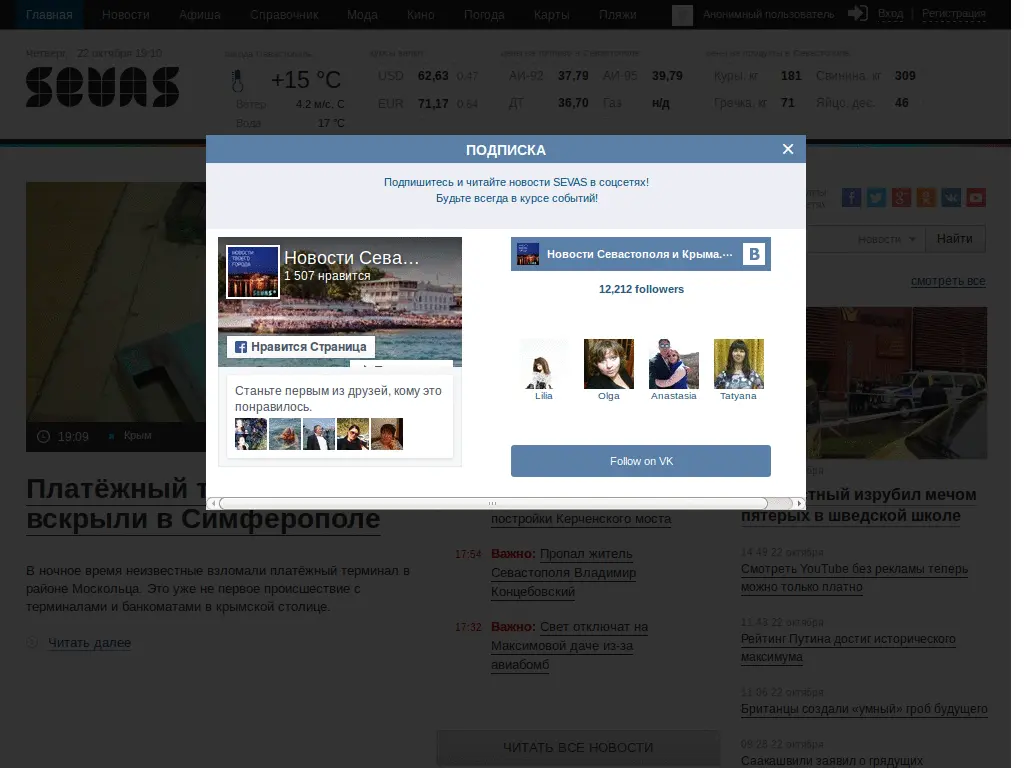 Главная Новости Афиша Справочник Мода Кино Погода Карты Пляжи Анонимный пользователь Вход | Регистрация
Четверг 22 октября 19:10
SEVAS
+15 °C
Ветер 4.2 м/с, С
Вода 17 °C
USD 62,63 0.47
EUR 71,17 0.64
АИ-92 37,79 АИ-95 39,79
ДТ 36,70 Газ н/д
Куры, кг 181 Свинина, кг 309
Гречка, кг 71 Яйцо, дес. 46
ПОДПИСКА
Подпишитесь и читайте новости SEVAS в соцсетях!
Будьте всегда в курсе событий!
НОВОСТИ
ТВОЕГО
ГОРОДА
SEVAS
Новости Сева…
1 507 нравится
Нравится Страница
Станьте первым из друзей, кому это
понравилось.
Новости Севастополя и Крыма.…
B
12,212 followers
Lilia Olga Anastasia Tatyana
Follow on VK
Новости
Найти
смотреть все
19:09 Крым
Платёжный т
вскрыли в Симферополе
В ночное время неизвестные взломали платёжный терминал в
районе Москольца. Это уже не первое происшествие с
терминалами и банкоматами в крымской столице.
Читать далее
постройки Керченского моста
17:54 Важно: Пропал житель
Севастополя Владимир
Концебовский
17:32 Важно: Свет отключат на
Максимовой даче из-за
авиабомб
ЧИТАТЬ ВСЕ НОВОСТИ
тный изрубил мечом
пятерых в шведской школе
14:49 22 октября
Смотреть YouTube без рекламы теперь
можно только платно
11:43 22 октября
Рейтинг Путина достиг исторического
максимума
11:06 22 октября
Британцы создали «умный» гроб будущего
09:28 22 октября
Саакашвили заявил о грядущих